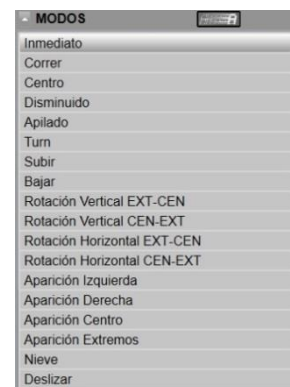 MODOS
Inmediato
Correr
Centro
Disminuido
Apilado
Turn
Subir
Bajar
Rotación Vertical EXT-CEN
Rotación Vertical CEN-EXT
Rotación Horizontal EXT-CEN
Rotación Horizontal CEN-EXT
Aparición Izquierda
Aparición Derecha
Aparición Centro
Aparición Extremos
Nieve
Deslizar